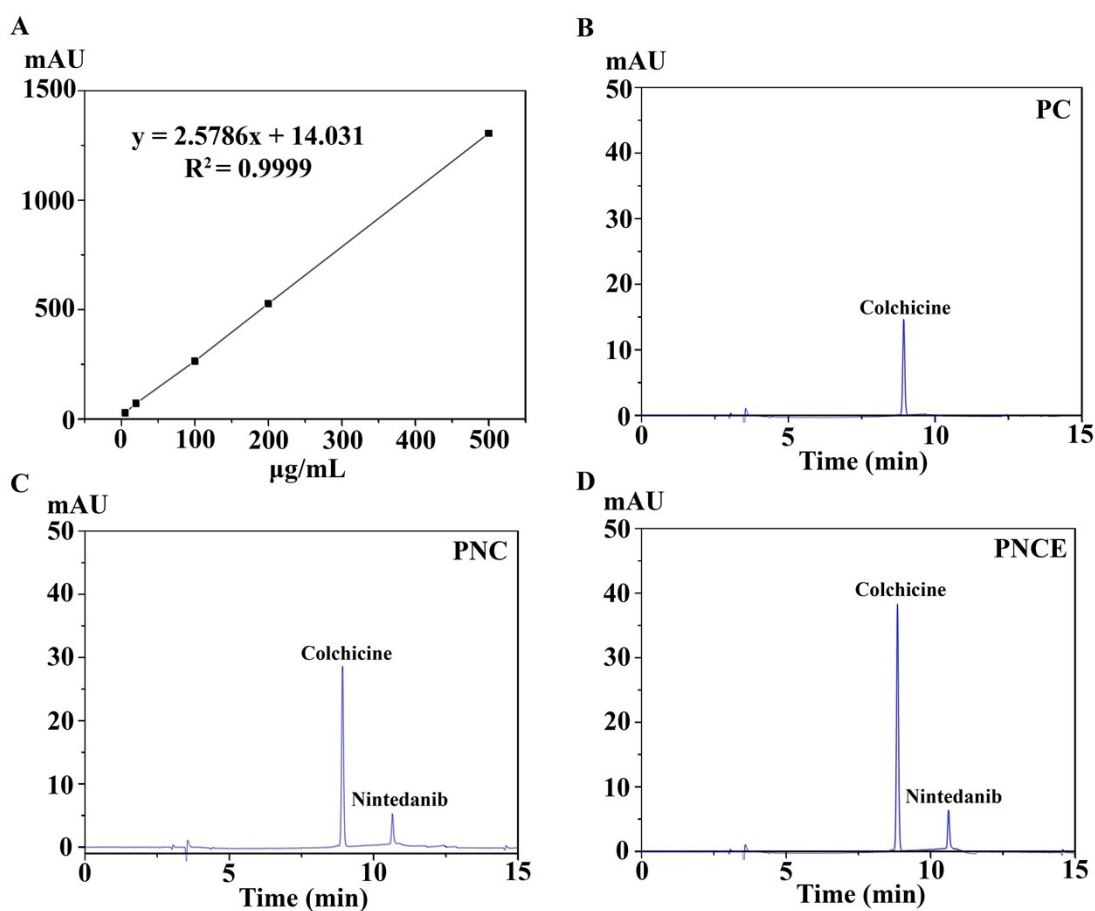 A
mAU
1500
1000
500
0
y = 2.5786x + 14.031
R² = 0.9999
0 100 200 300 400 500
µg/mL
B
mAU
50
40
30
20
10
0
PC
Colchicine
0 5 10 15
Time (min)
C
mAU
50
40
30
20
10
0
PNC
Colchicine
Nintedanib
0 5 10 15
Time (min)
D
mAU
50
40
30
20
10
0
PNCE
Colchicine
Nintedanib
0 5 10 15
Time (min)